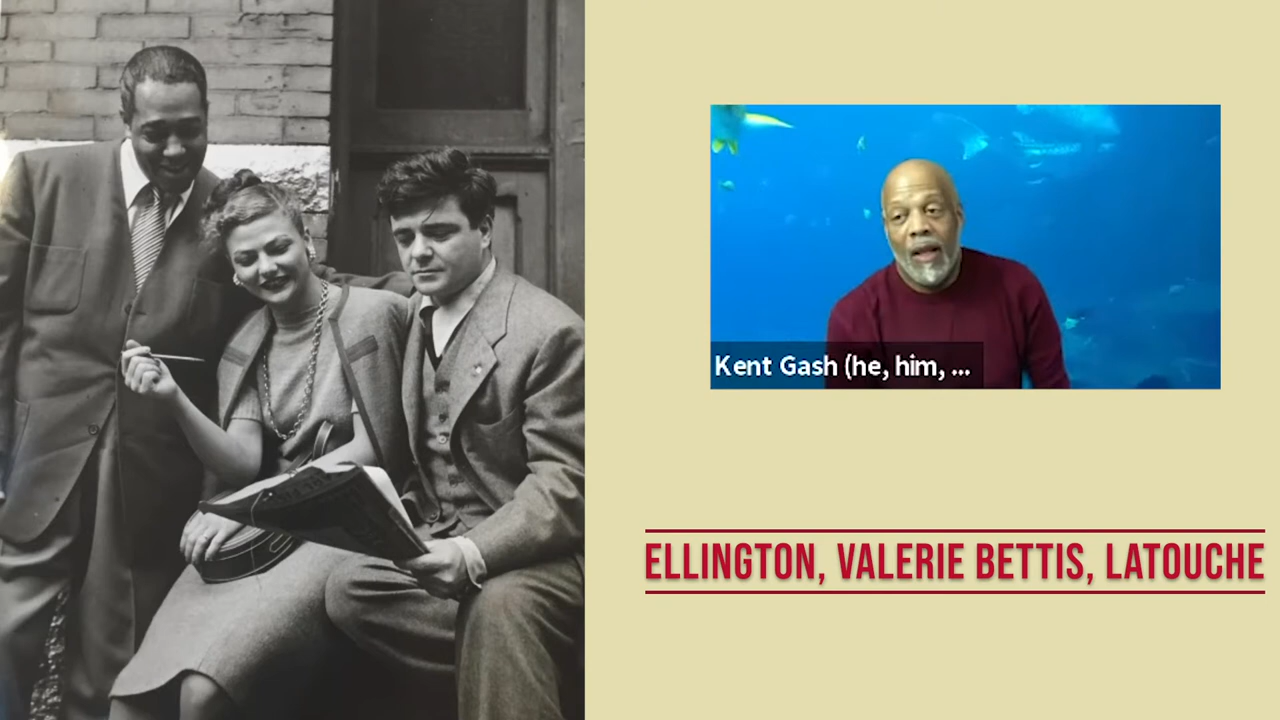 Kent Gash (he, him, ...
ELLINGTON, VALERIE BETTIS, LATOUCHE